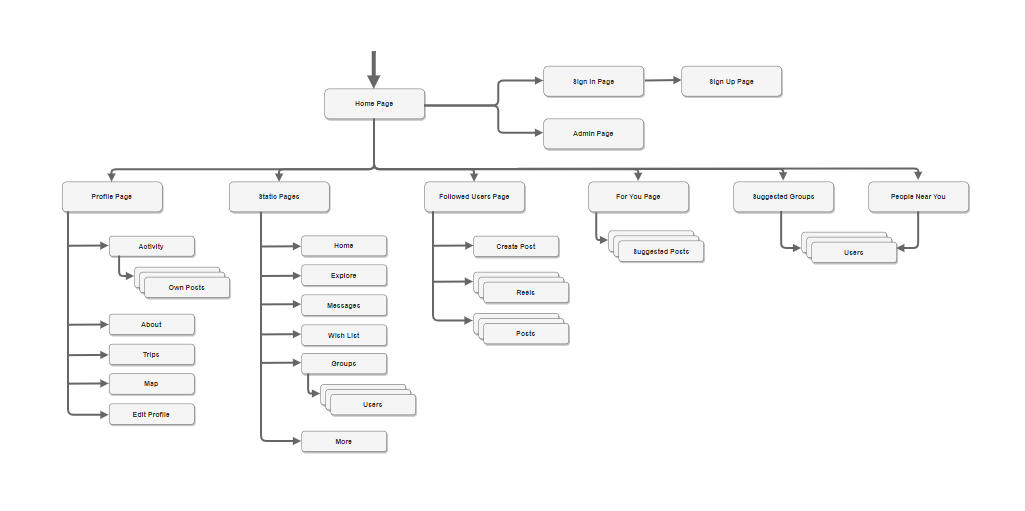 Sign In Page
Sign Up Page
Home Page
Admin Page
Profile Page
Static Pages
Followed Users Page
For You Page
Suggested Groups
People Near You
Activity
Own Posts
About
Trips
Map
Edit Profile
Home
Explore
Messages
Wish List
Groups
Users
More
Create Post
Reels
Posts
Suggested Posts
Users